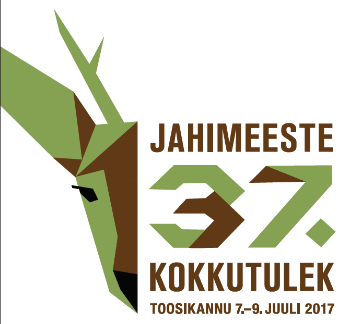 JAHIMEESTE
37.
KOKKUTULEK
TOOSIKANNU 7.–9. JUULI 2017